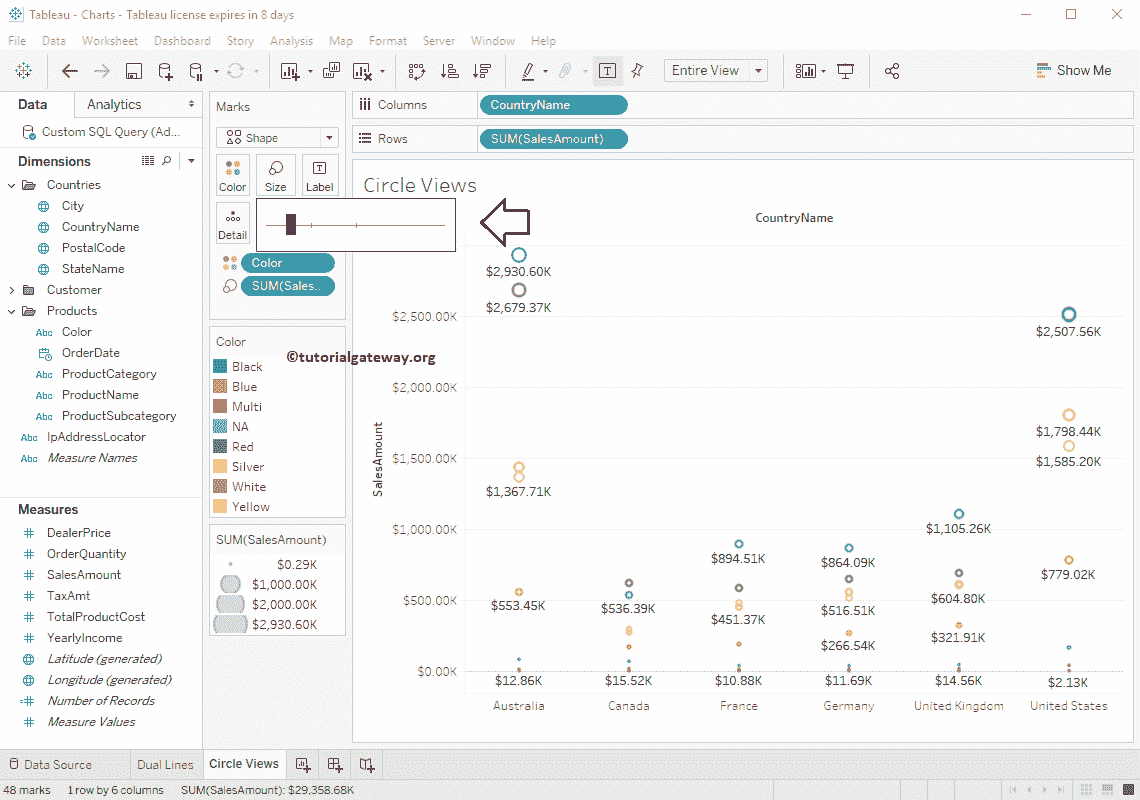 Tableau - Charts - Tableau license expires in 8 days
File Data Worksheet Dashboard Story Analysis Map Format Server Window Help
Entire View
Show Me
Data Analytics
Custom SQL Query (Ad...
Dimensions
Countries
City
CountryName
PostalCode
StateName
Customer
Products
Abc Color
OrderDate
Abc ProductCategory
Abc ProductName
Abc ProductSubcategory
Abc IpAddressLocator
Abc Measure Names
Measures
# DealerPrice
# OrderQuantity
# SalesAmount
# TaxAmt
# TotalProductCost
# YearlyIncome
Latitude (generated)
Longitude (generated)
=# Number of Records
# Measure Values
Marks
Shape
Color Size T Label
Detail
Color
SUM(Sales..
Color
Black
Blue
Multi
NA
Red
Silver
White
Yellow
SUM(SalesAmount)
$0.29K
$1,000.00K
$2,000.00K
$2,930.60K
©tutorialgateway.org
Columns CountryName
Rows SUM(SalesAmount)
Circle Views
CountryName
SalesAmount
$2,500.00K
$2,000.00K
$1,500.00K
$1,000.00K
$500.00K
$0.00K
$2,930.60K
$2,679.37K
$1,367.71K
$553.45K
$12.86K
$536.39K
$15.52K
$894.51K
$451.37K
$10.88K
$864.09K
$516.51K
$266.54K
$11.69K
$1,105.26K
$604.80K
$321.91K
$14.56K
$2,507.56K
$1,798.44K
$1,585.20K
$779.02K
$2.13K
Australia Canada France Germany United Kingdom United States
Data Source Dual Lines Circle Views
48 marks 1 row by 6 columns SUM(SalesAmount): $29,358.68K